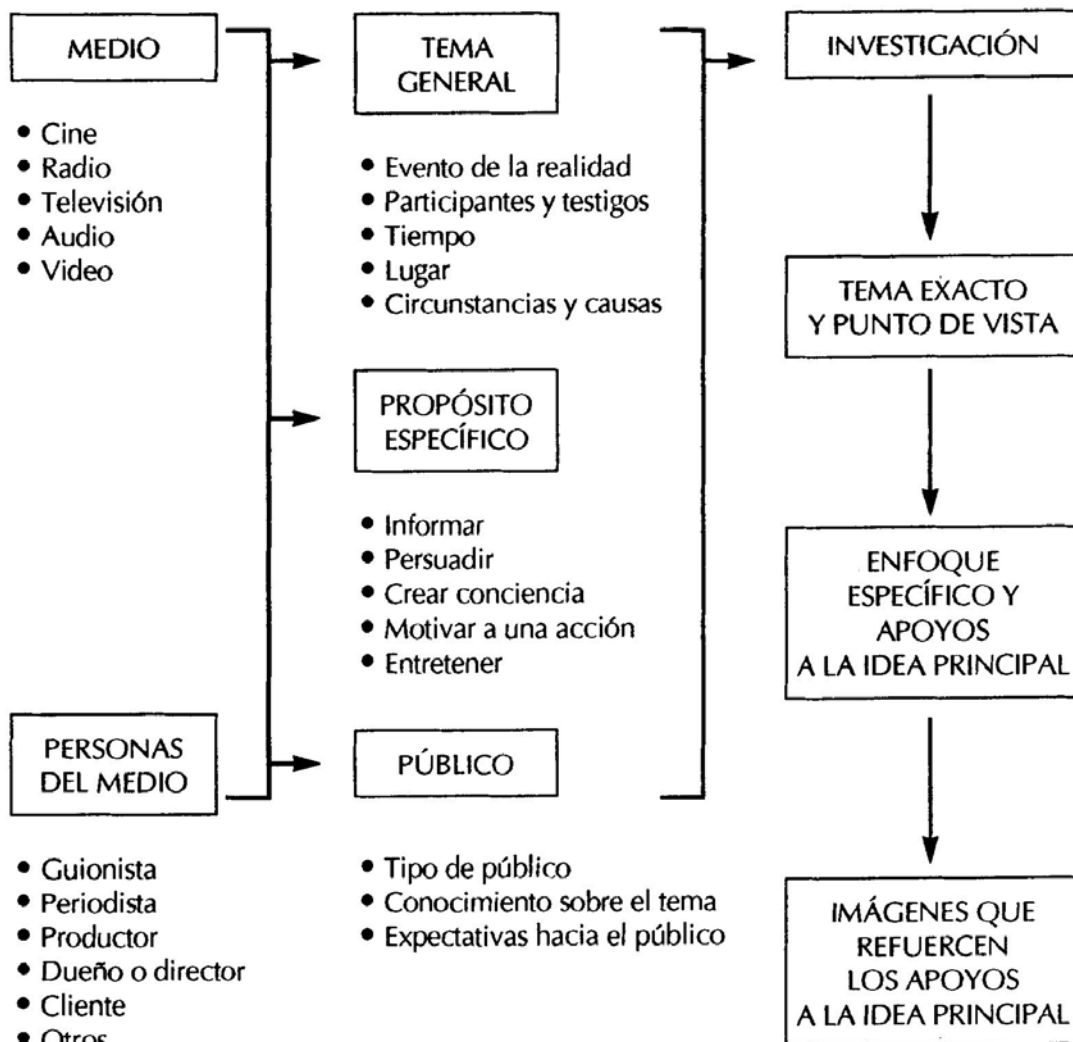 MEDIO
• Cine
• Radio
• Televisión
• Audio
• Video
PERSONAS
DEL MEDIO
• Guionista
• Periodista
• Productor
• Dueño o director
• Cliente
• Otros
TEMA
GENERAL
• Evento de la realidad
• Participantes y testigos
• Tiempo
• Lugar
• Circunstancias y causas
PROPÓSITO
ESPECÍFICO
• Informar
• Persuadir
• Crear conciencia
• Motivar a una acción
• Entretener
PÚBLICO
• Tipo de público
• Conocimiento sobre el tema
• Expectativas hacia el público
INVESTIGACIÓN
TEMA EXACTO
Y PUNTO DE VISTA
ENFOQUE
ESPECÍFICO Y
APOYOS
A LA IDEA PRINCIPAL
IMÁGENES QUE
REFUERCEN
LOS APOYOS
A LA IDEA PRINCIPAL